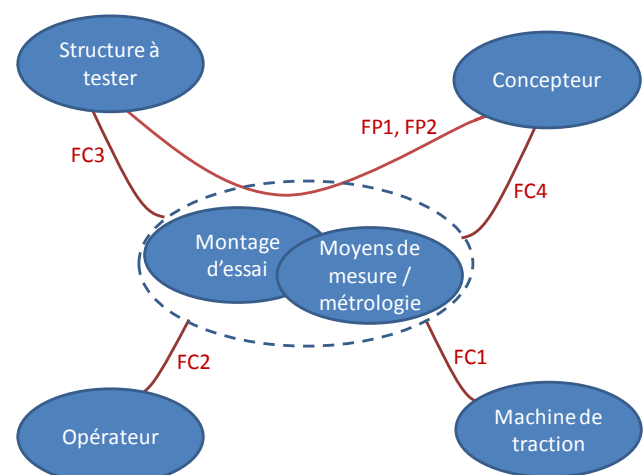 Structure à
tester
Concepteur
FP1, FP2
FC3
FC4
Montage
d'essai
Moyens de
mesure /
métrologie
FC2
FC1
Opérateur
Machine de
traction